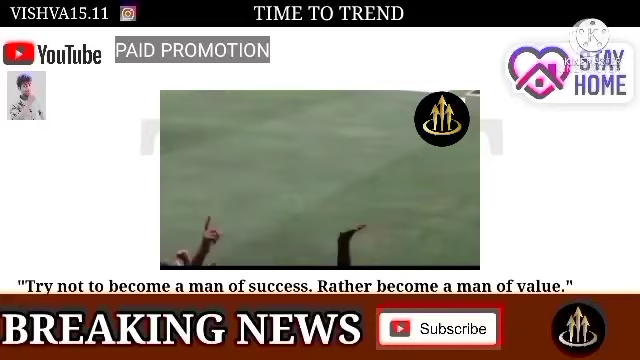 VISHVA15.11
TIME TO TREND
YouTube
PAID PROMOTION
STAY
HOME
"Try not to become a man of success. Rather become a man of value."
BREAKING NEWS
Subscribe